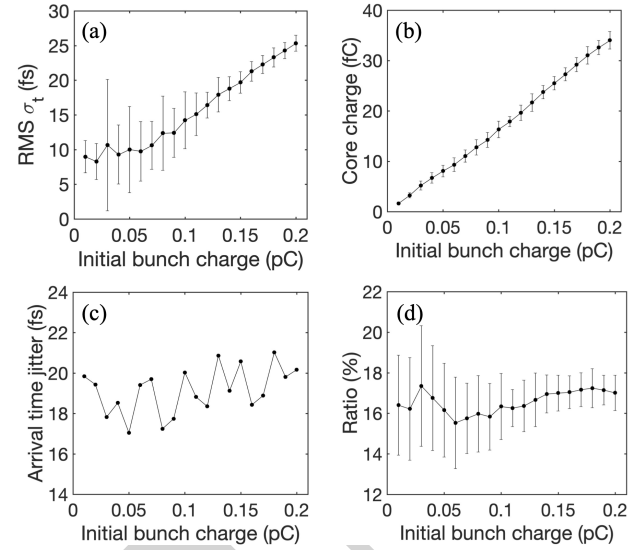 (a)
RMS σt (fs)
30
25
20
15
10
5
0
0 0.05 0.1 0.15 0.2
Initial bunch charge (pC)
(b)
Core charge (fC)
40
30
20
10
0
0 0.05 0.1 0.15 0.2
Initial bunch charge (pC)
(c)
Arrival time jitter (fs)
24
22
20
18
16
14
0 0.05 0.1 0.15 0.2
Initial bunch charge (pC)
(d)
Ratio (%)
22
20
18
16
14
12
0 0.05 0.1 0.15 0.2
Initial bunch charge (pC)